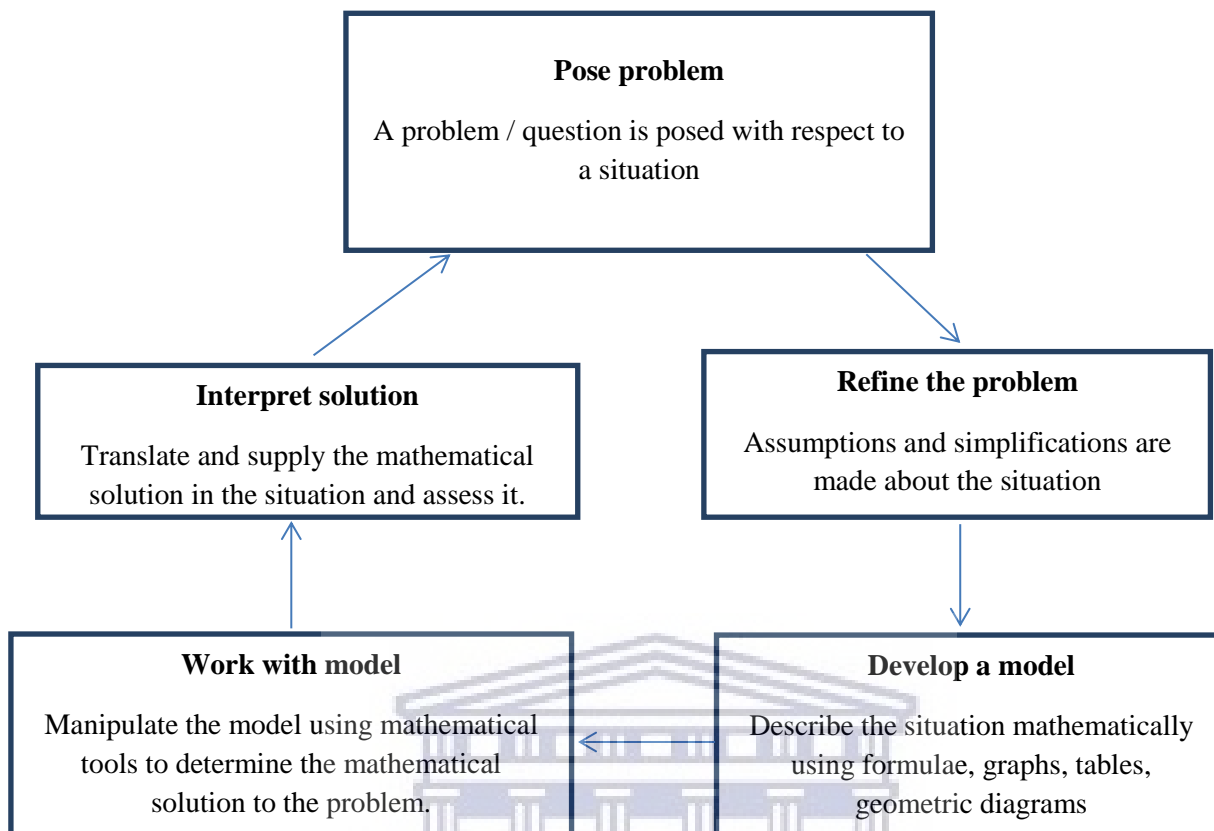 Pose problem
A problem / question is posed with respect to
a situation
Refine the problem
Assumptions and simplifications are
made about the situation
Develop a model
Describe the situation mathematically
using formulae, graphs, tables,
geometric diagrams
Work with model
Manipulate the model using mathematical
tools to determine the mathematical
solution to the problem.
Interpret solution
Translate and supply the mathematical
solution in the situation and assess it.